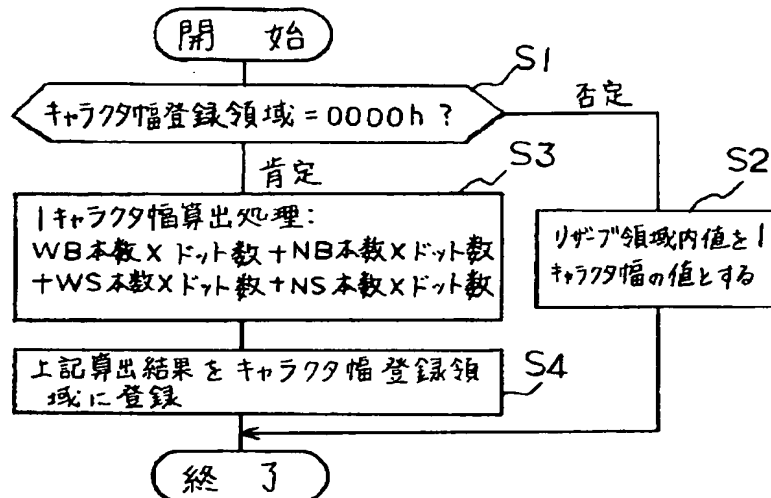 開 始
S1
キャラクタ幅登録領域=0000h?
否定
肯定
S3
S2
1キャラクタ幅算出処理:
WB本数×ドット数+NB本数×ドット数
+WS本数×ドット数+NS本数×ドット数
リザーブ領域内値を1
キャラクタ幅の値とする
上記算出結果をキャラクタ幅登録領
域に登録
S4
終 了